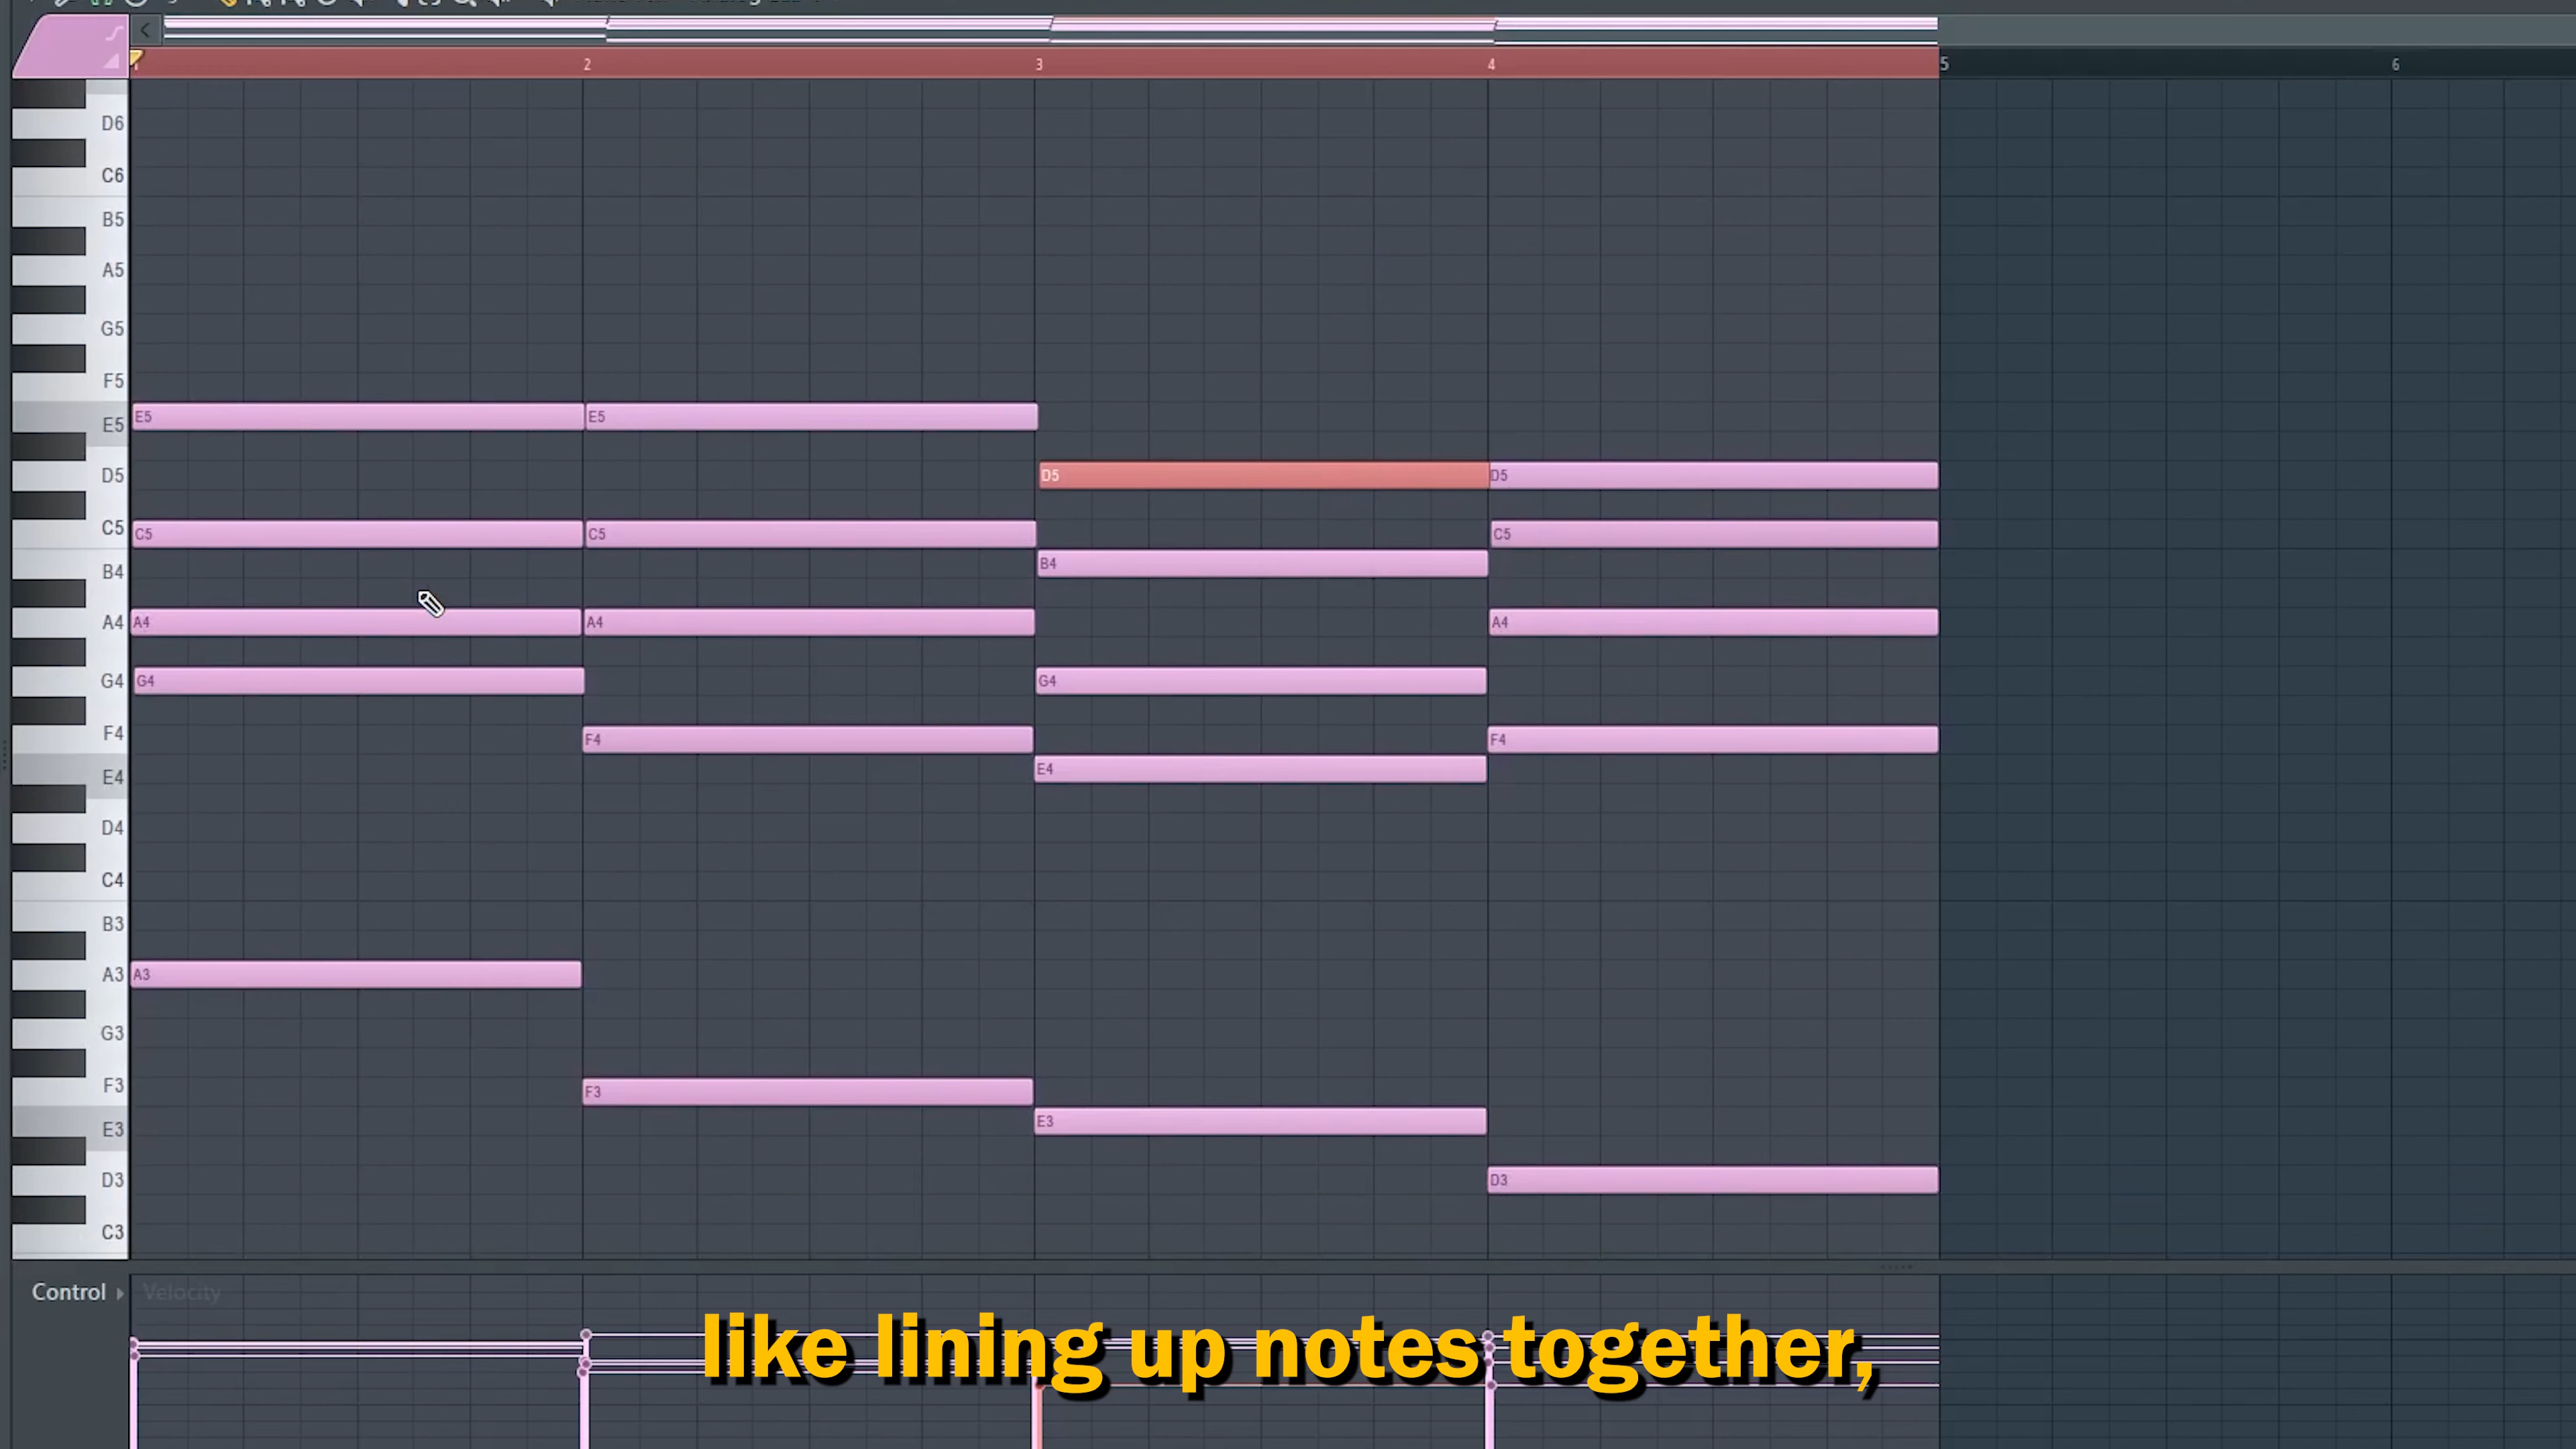 2 3 4 5 6
D6
C6
B5
A5
G5
F5
E5 E5 E5
D5 D5 D5
C5 C5 C5 C5
B4 B4
A4 A4 A4 A4
G4 G4 G4
F4 F4 F4
E4 E4
D4
C4
B3
A3 A3
G3
F3 F3
E3 E3
D3 D3
C3
Control Velocity
like lining up notes together,